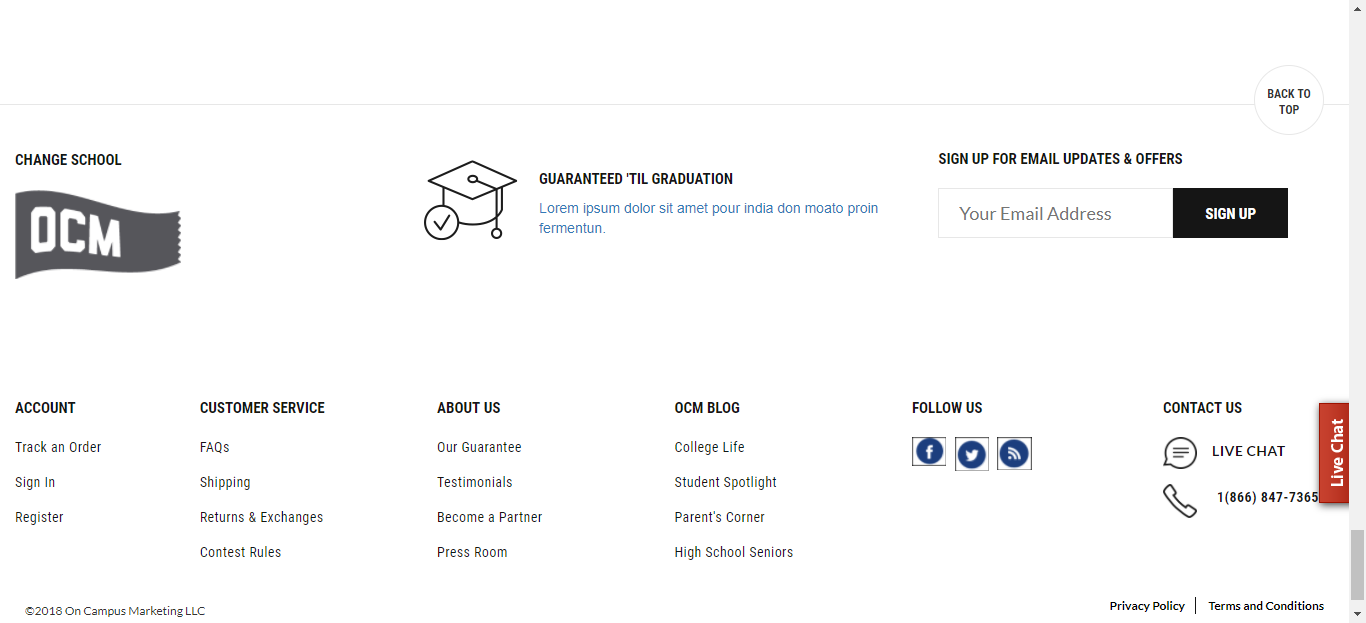 BACK TO
TOP
CHANGE SCHOOL
OCM
GUARANTEED 'TIL GRADUATION
Lorem ipsum dolor sit amet pour india don moato proin
fermentun.
SIGN UP FOR EMAIL UPDATES & OFFERS
Your Email Address
SIGN UP
ACCOUNT
Track an Order
Sign In
Register
CUSTOMER SERVICE
FAQs
Shipping
Returns & Exchanges
Contest Rules
ABOUT US
Our Guarantee
Testimonials
Become a Partner
Press Room
OCM BLOG
College Life
Student Spotlight
Parent's Corner
High School Seniors
FOLLOW US
CONTACT US
LIVE CHAT
1(866) 847-7365
Live Chat
©2018 On Campus Marketing LLC
Privacy Policy
Terms and Conditions